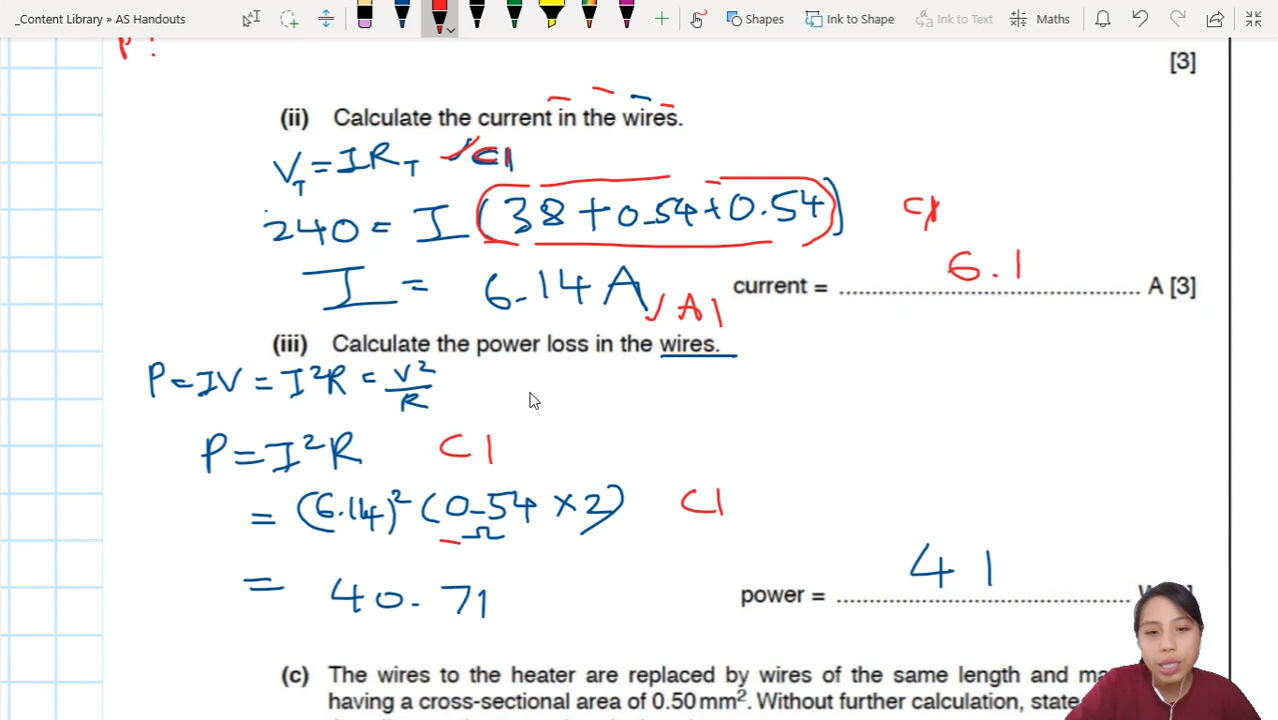 _Content Library » AS Handouts
Shapes
Ink to Shape
Ink to Text
Maths
P:
[3]
(ii) Calculate the current in the wires.
V_T = IR_T ✓ C1
240 = I (38 + 0.54 + 0.54) C1
6.1
I = 6.14 A ✓ A1
current = A [3]
(iii) Calculate the power loss in the wires.
P = IV = I²R = V²/R
P = I²R C1
= (6.14)² (0.54 × 2) C1
Ω
41
= 40.71
power =
(c) The wires to the heater are replaced by wires of the same length and
having a cross-sectional area of 0.50 mm². Without further calculation, state